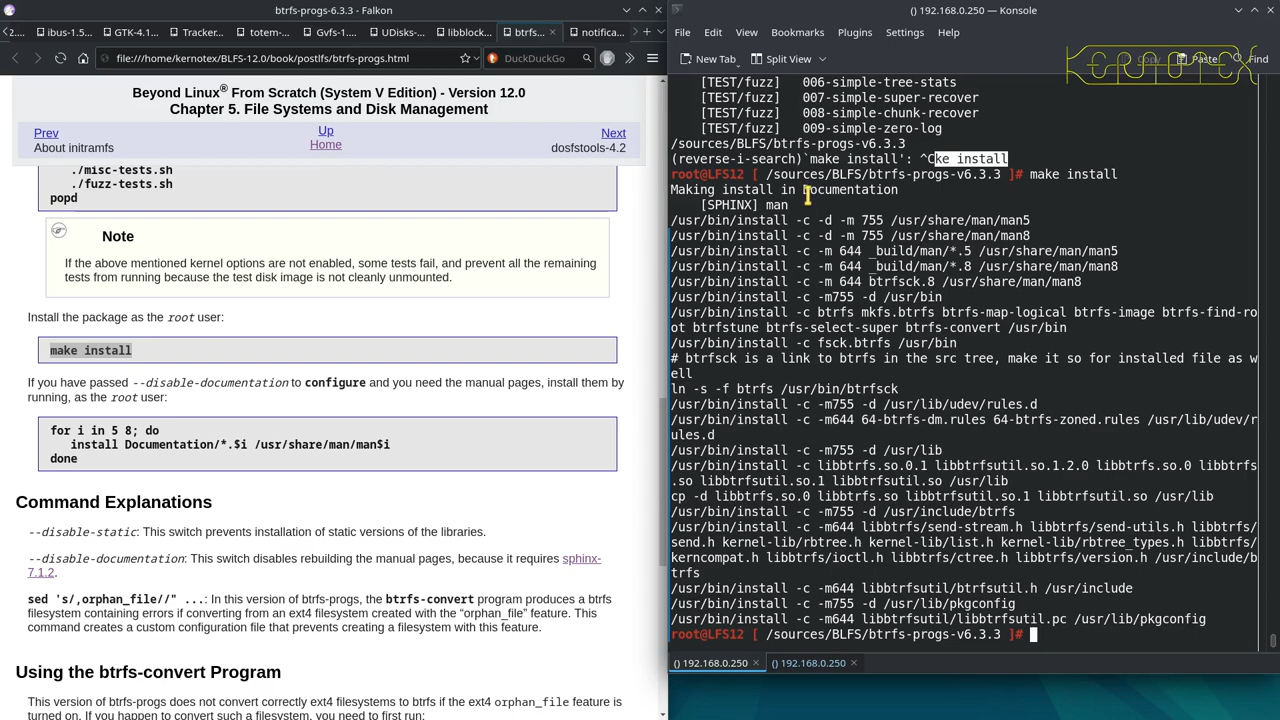 btrfs-progs-6.3.3 — Falkon
2....
ibus-1.5...
GTK-4.1...
Tracker...
totem-...
Gvfs-1....
UDisks-...
libblock...
btrfs...
notifica...
file:///home/kernotex/BLFS-12.0/book/postlfs/btrfs-progs.html
DuckDuckGo
Beyond Linux® From Scratch (System V Edition) - Version 12.0
Chapter 5. File Systems and Disk Management
Prev Up Next
About initramfs Home dosfstools-4.2
./misc-tests.sh
./fuzz-tests.sh
popd
Note
If the above mentioned kernel options are not enabled, some tests fail, and prevent all the remaining
tests from running because the test disk image is not cleanly unmounted.
Install the package as the root user:
make install
If you have passed --disable-documentation to configure and you need the manual pages, install them by
running, as the root user:
for i in 5 8; do
install Documentation/*.$i /usr/share/man/man$i
done
Command Explanations
--disable-static: This switch prevents installation of static versions of the libraries.
--disable-documentation: This switch disables rebuilding the manual pages, because it requires sphinx-
7.1.2.
sed 's/,orphan_file//" ...: In this version of btrfs-progs, the btrfs-convert program produces a btrfs
filesystem containing errors if converting from an ext4 filesystem created with the “orphan_file” feature. This
command creates a custom configuration file that prevents creating a filesystem with this feature.
Using the btrfs-convert Program
This version of btrfs-progs does not convert correctly ext4 filesystems to btrfs if the ext4 orphan_file feature is
turned on. If you happen to convert such a filesystem, you need to first run:
() 192.168.0.250 — Konsole
File Edit View Bookmarks Plugins Settings Help
New Tab Split View Copy Paste Find
KERNOTEX
[TEST/fuzz] 006-simple-tree-stats
[TEST/fuzz] 007-simple-super-recover
[TEST/fuzz] 008-simple-chunk-recover
[TEST/fuzz] 009-simple-zero-log
/sources/BLFS/btrfs-progs-v6.3.3
(reverse-i-search)`make install': ^Cke install
root@LFS12 [ /sources/BLFS/btrfs-progs-v6.3.3 ]# make install
Making install in Documentation
[SPHINX] man
/usr/bin/install -c -d -m 755 /usr/share/man/man5
/usr/bin/install -c -d -m 755 /usr/share/man/man8
/usr/bin/install -c -m 644 _build/man/*.5 /usr/share/man/man5
/usr/bin/install -c -m 644 _build/man/*.8 /usr/share/man/man8
/usr/bin/install -c -m 644 btrfsck.8 /usr/share/man/man8
/usr/bin/install -c -m755 -d /usr/bin
/usr/bin/install -c btrfs mkfs.btrfs btrfs-map-logical btrfs-image btrfs-find-ro
ot btrfstune btrfs-select-super btrfs-convert /usr/bin
/usr/bin/install -c fsck.btrfs /usr/bin
# btrfsck is a link to btrfs in the src tree, make it so for installed file as w
ell
ln -s -f btrfs /usr/bin/btrfsck
/usr/bin/install -c -m755 -d /usr/lib/udev/rules.d
/usr/bin/install -c -m644 64-btrfs-dm.rules 64-btrfs-zoned.rules /usr/lib/udev/r
ules.d
/usr/bin/install -c -m755 -d /usr/lib
/usr/bin/install -c libbtrfs.so.0.1 libbtrfsutil.so.1.2.0 libbtrfs.so.0 libbtrfs
.so libbtrfsutil.so.1 libbtrfsutil.so /usr/lib
cp -d libbtrfs.so.0 libbtrfs.so libbtrfsutil.so.1 libbtrfsutil.so /usr/lib
/usr/bin/install -c -m755 -d /usr/include/btrfs
/usr/bin/install -c -m644 libbtrfs/send-stream.h libbtrfs/send-utils.h libbtrfs/
send.h kernel-lib/rbtree.h kernel-lib/list.h kernel-lib/rbtree_types.h libbtrfs/
kerncompat.h libbtrfs/ioctl.h libbtrfs/ctree.h libbtrfs/version.h /usr/include/b
trfs
/usr/bin/install -c -m644 libbtrfsutil/btrfsutil.h /usr/include
/usr/bin/install -c -m755 -d /usr/lib/pkgconfig
/usr/bin/install -c -m644 libbtrfsutil/libbtrfsutil.pc /usr/lib/pkgconfig
root@LFS12 [ /sources/BLFS/btrfs-progs-v6.3.3 ]#
() 192.168.0.250
() 192.168.0.250